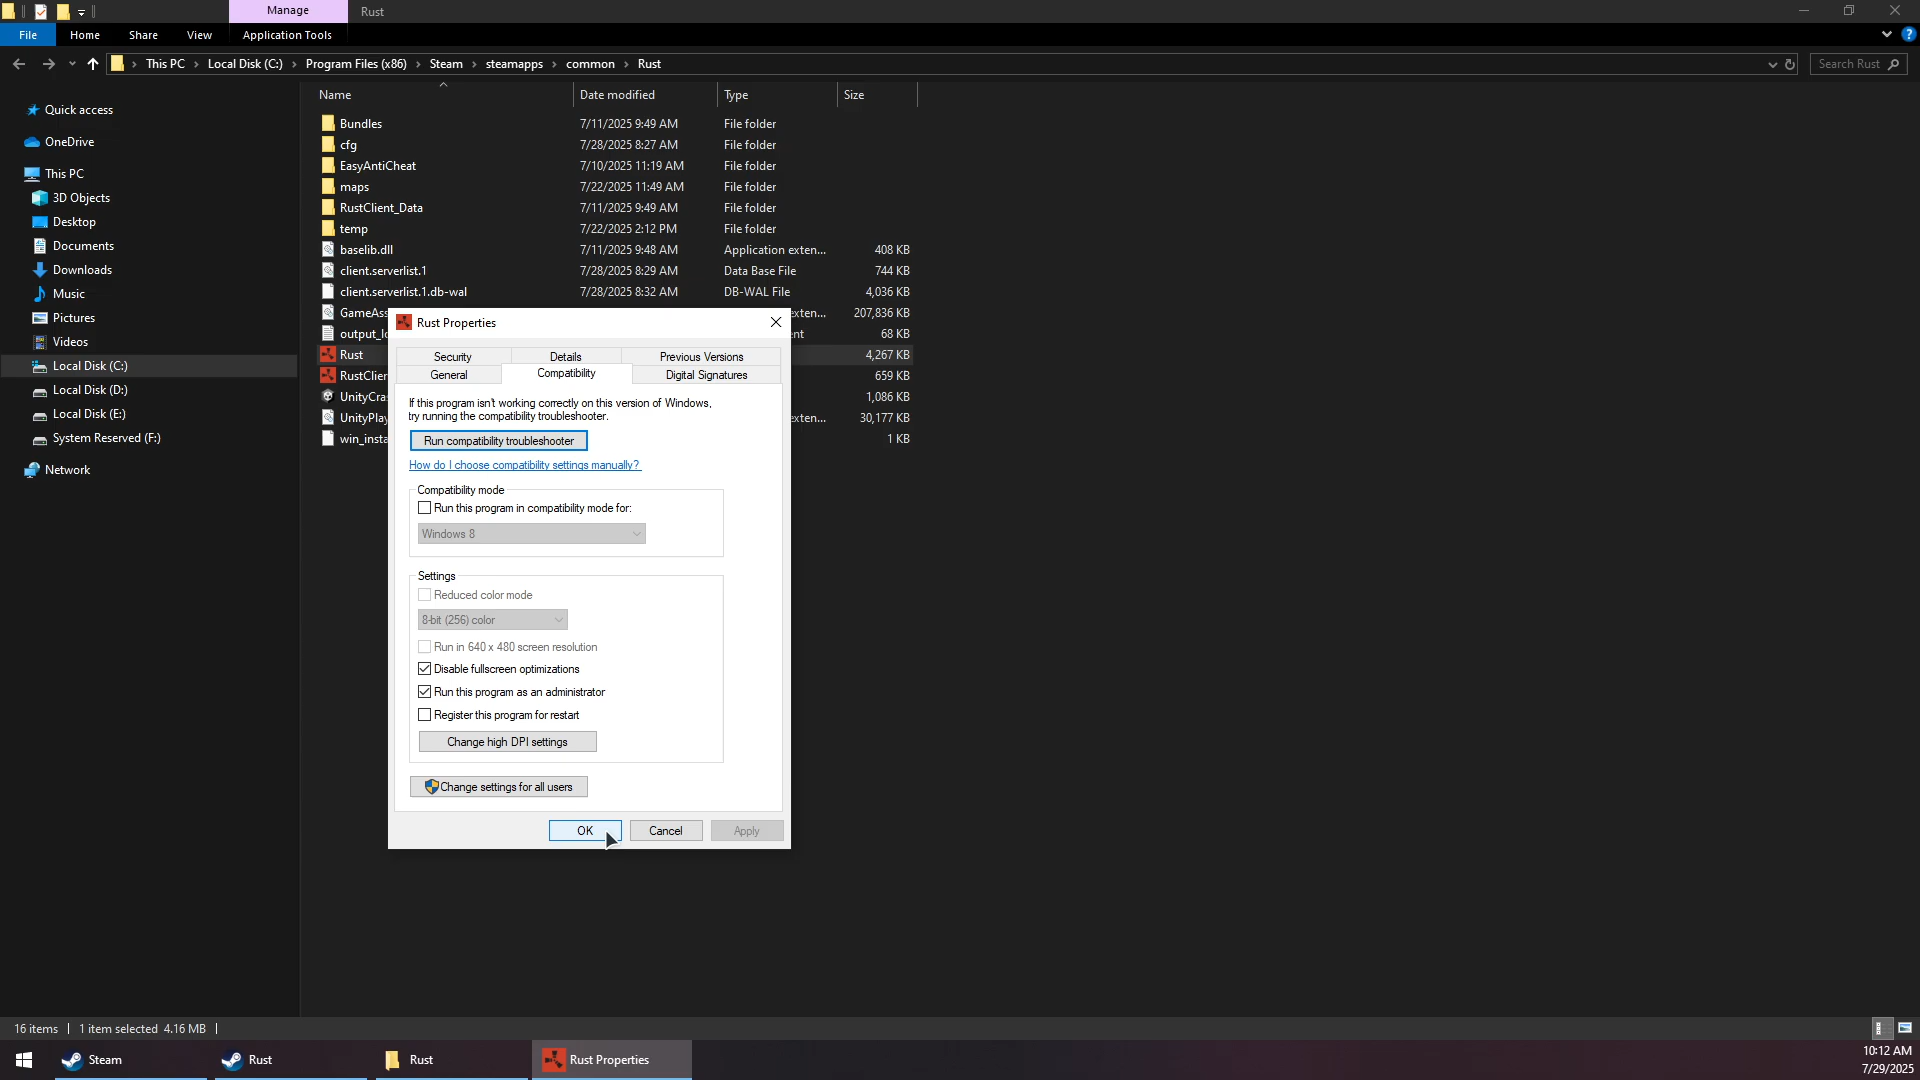 Manage
Rust
File
Home
Share
View
Application Tools
This PC
Local Disk (C:)
Program Files (x86)
Steam
steamapps
common
Rust
Search Rust
Quick access
OneDrive
This PC
3D Objects
Desktop
Documents
Downloads
Music
Pictures
Videos
Local Disk (C:)
Local Disk (D:)
Local Disk (E:)
System Reserved (F:)
Network
Name Date modified Type Size
Bundles 7/11/2025 9:49 AM File folder
cfg 7/28/2025 8:27 AM File folder
EasyAntiCheat 7/10/2025 11:19 AM File folder
maps 7/22/2025 11:49 AM File folder
RustClient_Data 7/11/2025 9:49 AM File folder
temp 7/22/2025 2:12 PM File folder
baselib.dll 7/11/2025 9:48 AM Application exten... 408 KB
client.serverlist.1 7/28/2025 8:29 AM Data Base File 744 KB
client.serverlist.1.db-wal 7/28/2025 8:32 AM DB-WAL File 4,036 KB
GameAss exten... 207,836 KB
output_lo nt 68 KB
Rust 4,267 KB
RustClien 659 KB
UnityCra 1,086 KB
UnityPlay exten... 30,177 KB
win_insta 1 KB
Rust Properties
Security
Details
Previous Versions
General
Compatibility
Digital Signatures
If this program isn't working correctly on this version of Windows,
try running the compatibility troubleshooter.
Run compatibility troubleshooter
How do I choose compatibility settings manually?
Compatibility mode
Run this program in compatibility mode for:
Windows 8
Settings
Reduced color mode
8-bit (256) color
Run in 640 x 480 screen resolution
Disable fullscreen optimizations
Run this program as an administrator
Register this program for restart
Change high DPI settings
Change settings for all users
OK
Cancel
Apply
16 items
1 item selected 4.16 MB
Steam
Rust
Rust
Rust Properties
10:12 AM
7/29/2025